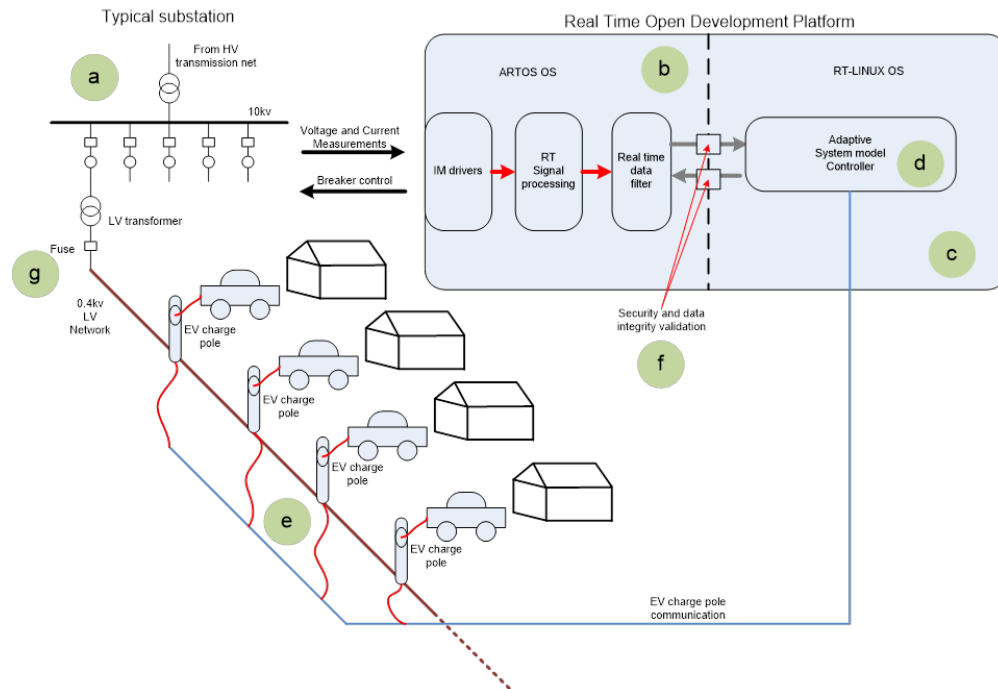 Typical substation
Real Time Open Development Platform
From HV
transmission net
a
10kv
b
ARTOS OS
RT-LINUX OS
Voltage and Current
Measurements
Breaker control
IM drivers
RT
Signal
processing
Real time
data
filter
Adaptive
System model
Controller
d
c
LV transformer
Fuse
g
0.4kv
LV
Network
EV charge
pole
EV charge
pole
EV charge
pole
EV charge
pole
Security and data
integrity validation
f
e
EV charge pole
communication